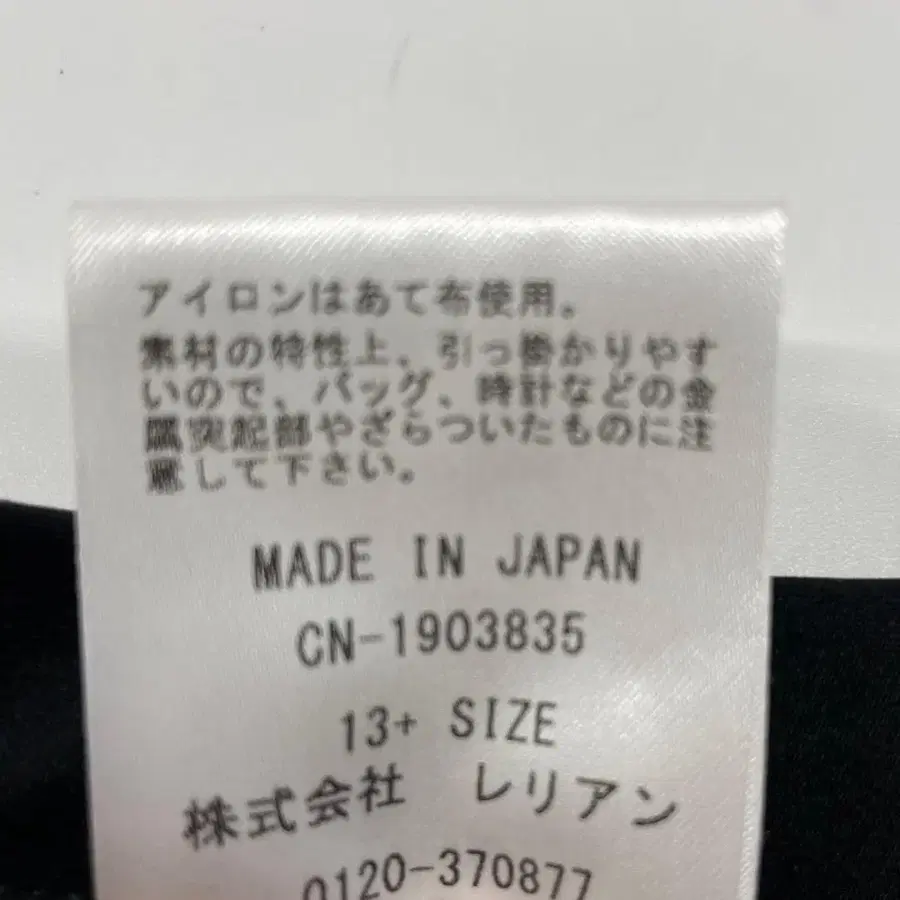 アイロンはあて布使用。
素材の特性上、引っ掛かりやす
いので、バッグ、時計などの金
属突起部やざらついたものに注
意して下さい。
MADE IN JAPAN
CN-1903835
13+ SIZE
株式会社 レリアン
0120-370877